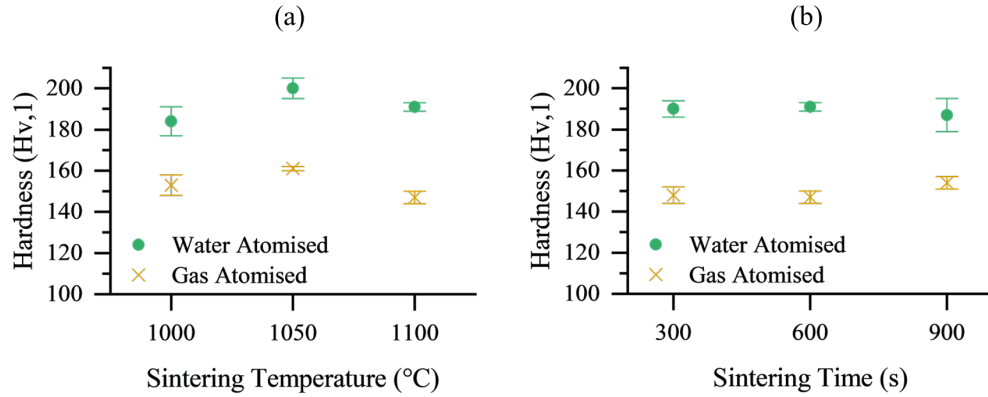 (a)
Hardness (Hv,1)
200
180
160
140
120
100
Water Atomised
Gas Atomised
1000 1050 1100
Sintering Temperature (°C)
(b)
Hardness (Hv,1)
200
180
160
140
120
100
Water Atomised
Gas Atomised
300 600 900
Sintering Time (s)